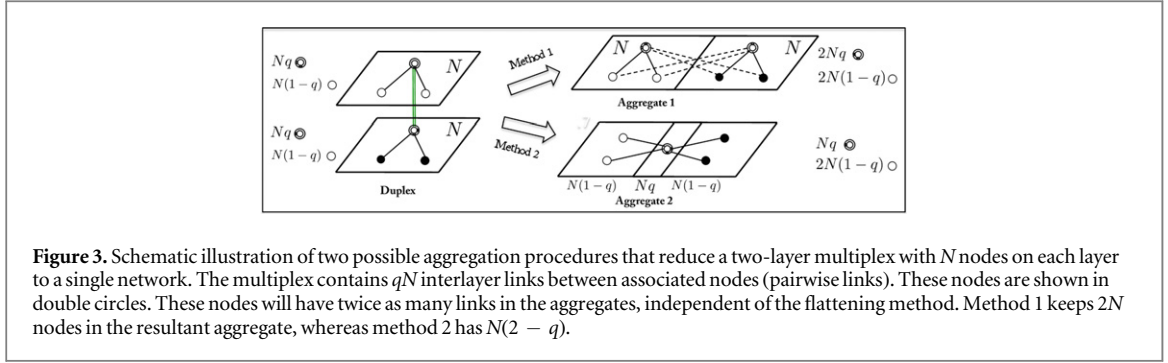 Nq ◎
N(1−q) ○
N
Nq ◎
N(1−q) ○
N
Duplex
Method 1
Method 2
N
N
2Nq ◎
2N(1−q) ○
Aggregate 1
.7
Nq ◎
2N(1−q) ○
N(1−q) Nq N(1−q)
Aggregate 2
Figure 3. Schematic illustration of two possible aggregation procedures that reduce a two-layer multiplex with N nodes on each layer
to a single network. The multiplex contains qN interlayer links between associated nodes (pairwise links). These nodes are shown in
double circles. These nodes will have twice as many links in the aggregates, independent of the flattening method. Method 1 keeps 2N
nodes in the resultant aggregate, whereas method 2 has N(2 − q).